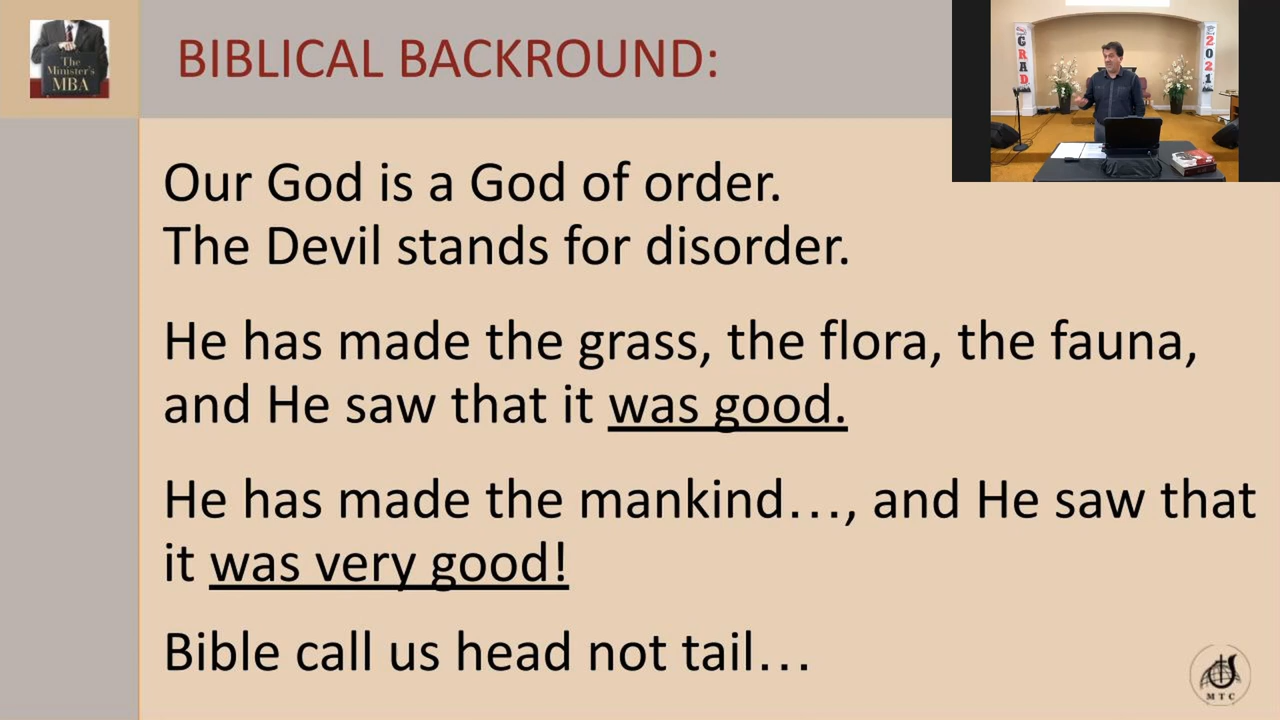 The
Minister's
MBA
BIBLICAL BACKROUND:
GRAD
2021
Our God is a God of order.
The Devil stands for disorder.
He has made the grass, the flora, the fauna,
and He saw that it was good.
He has made the mankind…, and He saw that
it was very good!
Bible call us head not tail…
MTC